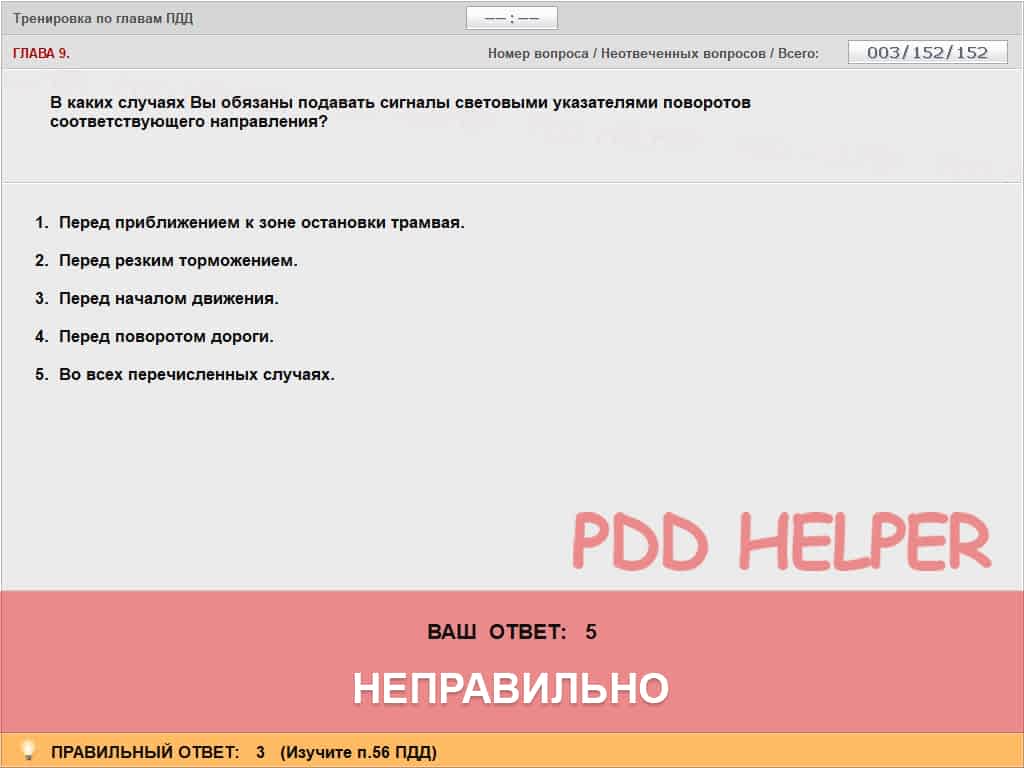 Тренировка по главам ПДД
—— : ——
ГЛАВА 9.
Номер вопроса / Неотвеченных вопросов / Всего:
003/152/152
В каких случаях Вы обязаны подавать сигналы световыми указателями поворотов
соответствующего направления?
1. Перед приближением к зоне остановки трамвая.
2. Перед резким торможением.
3. Перед началом движения.
4. Перед поворотом дороги.
5. Во всех перечисленных случаях.
PDD HELPER
ВАШ ОТВЕТ: 5
НЕПРАВИЛЬНО
ПРАВИЛЬНЫЙ ОТВЕТ: 3 (Изучите п.56 ПДД)